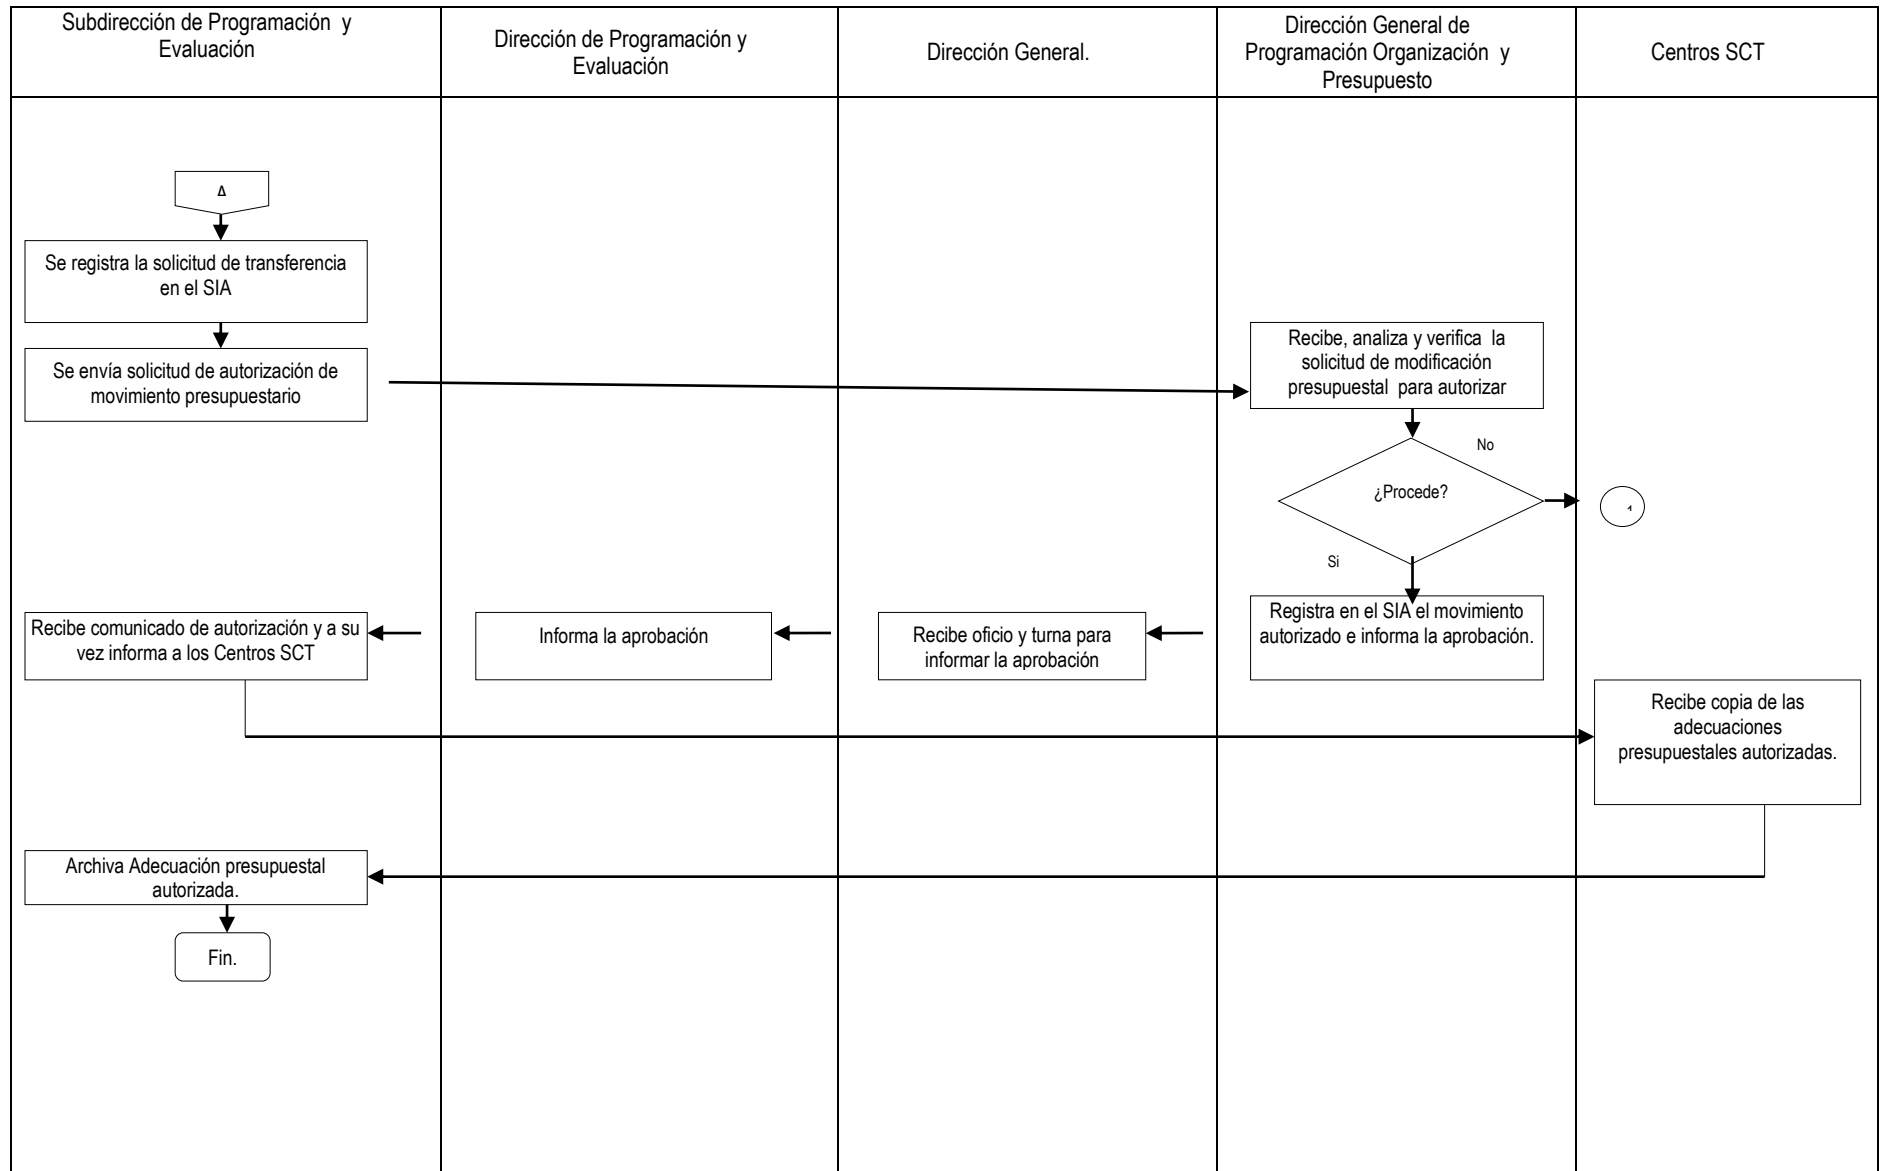 Subdirección de Programación y
Evaluación
Dirección de Programación y
Evaluación
Dirección General.
Dirección General de
Programación Organización y
Presupuesto
Centros SCT
Se registra la solicitud de transferencia
en el SIA
Se envía solicitud de autorización de
movimiento presupuestario
Recibe, analiza y verifica la
solicitud de modificación
presupuestal para autorizar
No
¿Procede?
Si
Recibe comunicado de autorización y a su
vez informa a los Centros SCT
Informa la aprobación
Recibe oficio y turna para
informar la aprobación
Registra en el SIA el movimiento
autorizado e informa la aprobación.
Recibe copia de las
adecuaciones
presupuestales autorizadas.
Archiva Adecuación presupuestal
autorizada.
Fin.